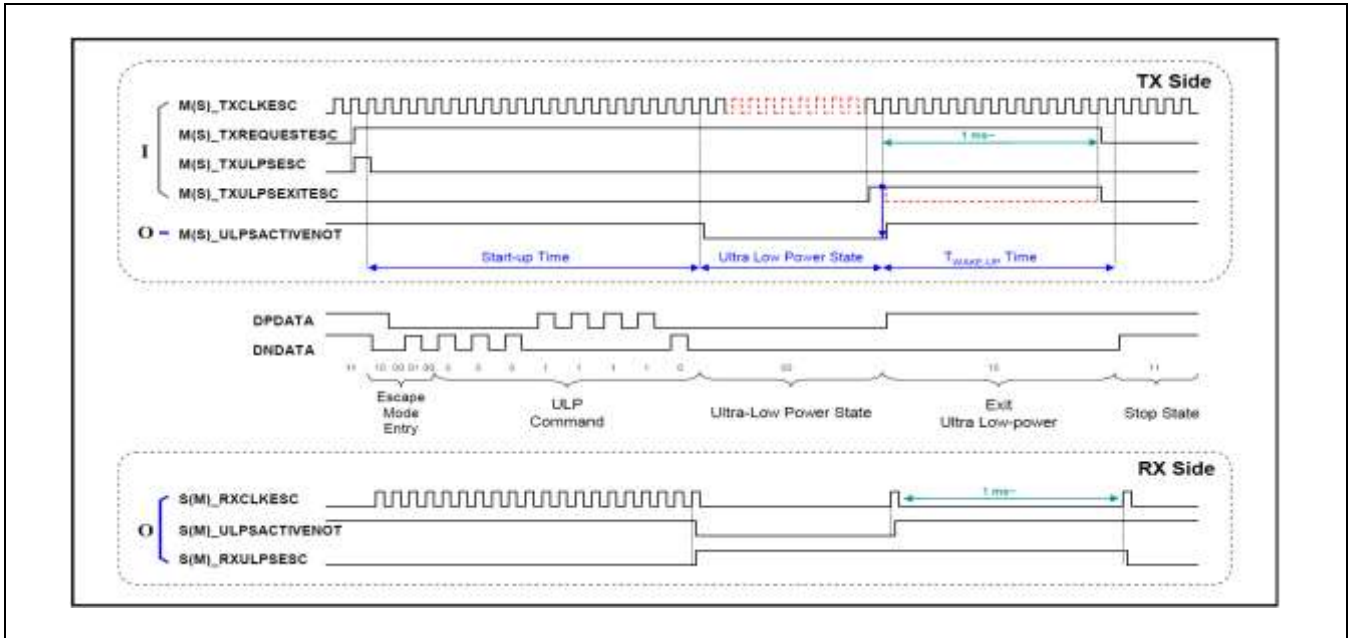 TX Side
M(S)_TXCLKESC
M(S)_TXREQUESTESC
1 ms~
I
M(S)_TXULPSESC
M(S)_TXULPSEXITESC
O
M(S)_ULPSACTIVENOT
Start-up Time
Ultra Low Power State
TWAKE-UP Time
DPDATA
DNDATA
11 10 00 01 00 0 0 0 1 1 1 1 0 00 10 11
Escape Mode Entry
ULP Command
Ultra-Low Power State
Exit Ultra Low-power
Stop State
RX Side
S(M)_RXCLKESC
1 ms~
O
S(M)_ULPSACTIVENOT
S(M)_RXULPSESC